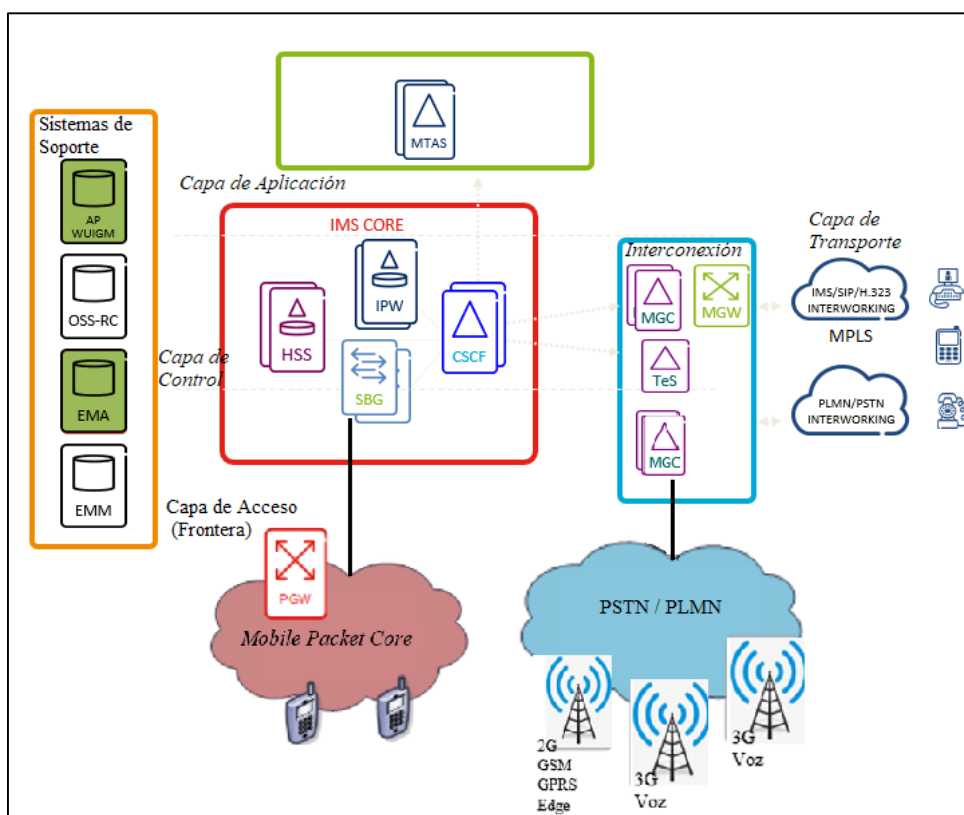 Sistemas de
Soporte
AP
WUIGM
OSS-RC
EMA
EMM
MTAS
Capa de Aplicación
IMS CORE
IPW
HSS
CSCF
SBG
Capa de
Control
Interconexión
MGC
MGW
TeS
MGC
Capa de
Transporte
IMS/SIP/H.323
INTERWORKING
MPLS
PLMN/PSTN
INTERWORKING
Capa de Acceso
(Frontera)
PGW
Mobile Packet Core
PSTN / PLMN
2G
GSM
GPRS
Edge
3G
Voz
3G
Voz